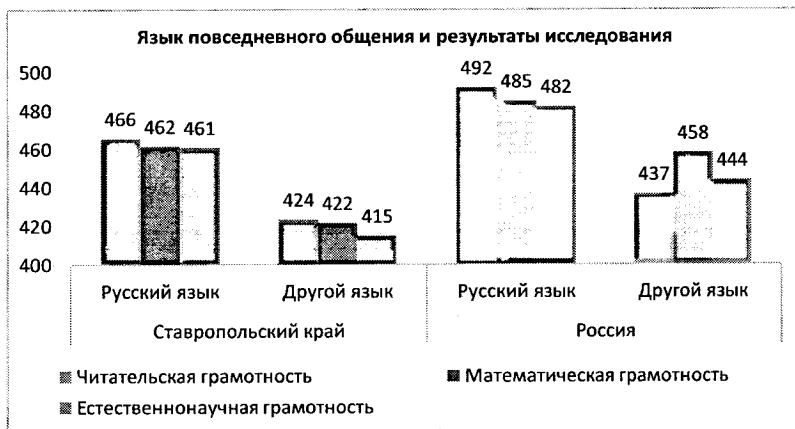 Язык повседневного общения и результаты исследования
500
480
460
440
420
400
466 462 461
424 422 415
492 485 482
437 458 444
Русский язык Другой язык Русский язык Другой язык
Ставропольский край Россия
Читательская грамотность Математическая грамотность
Естественнонаучная грамотность